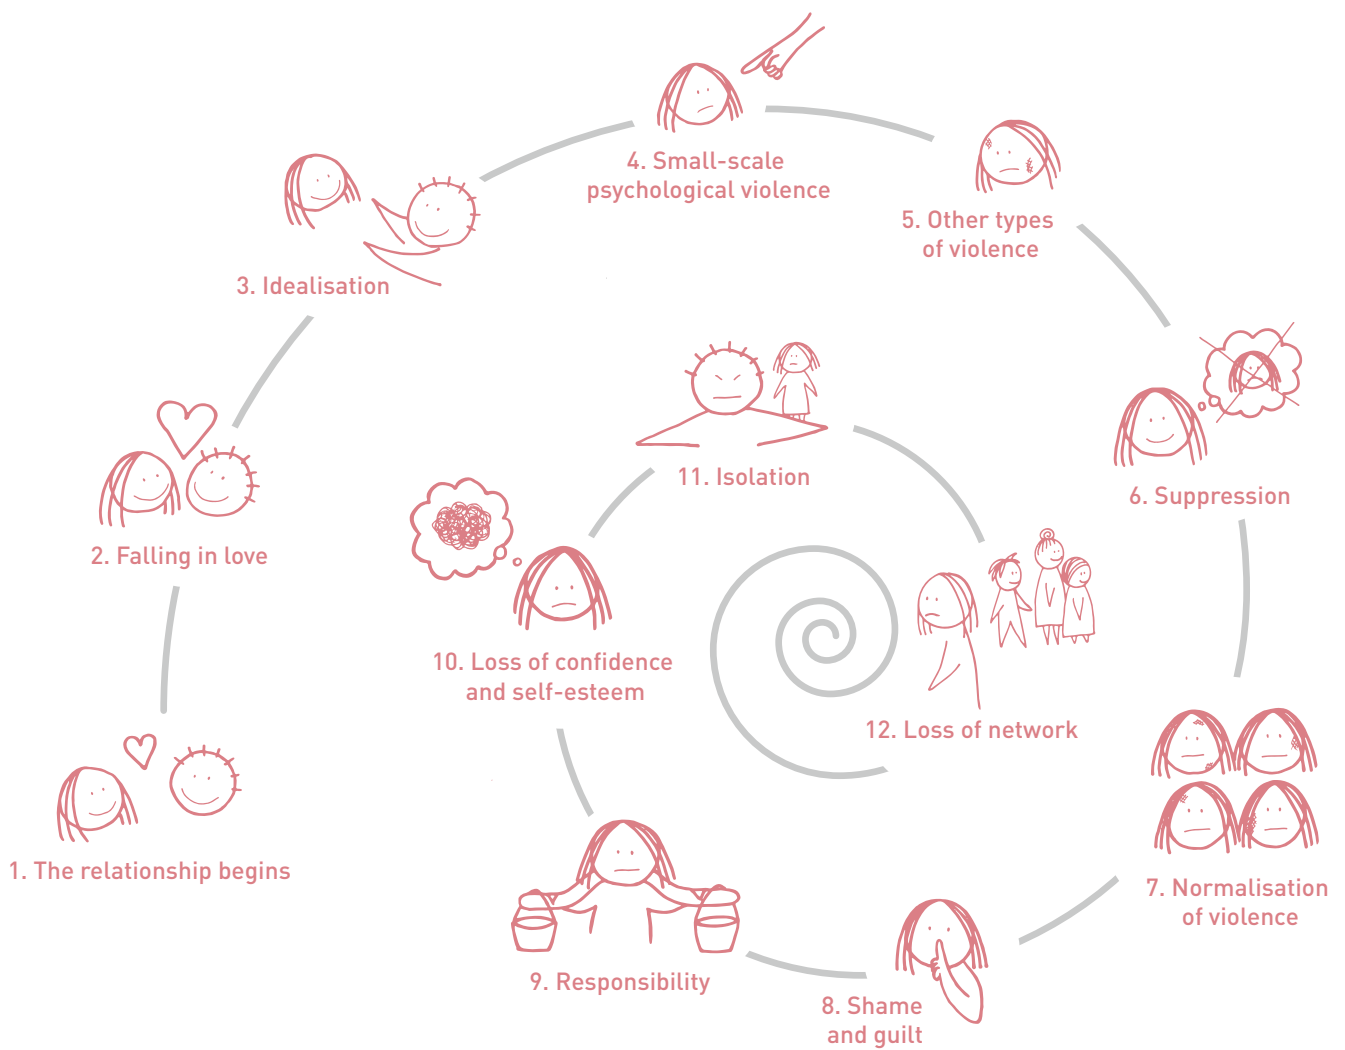 1. The relationship begins
2. Falling in love
3. Idealisation
4. Small-scale
psychological violence
5. Other types
of violence
6. Suppression
7. Normalisation
of violence
8. Shame
and guilt
9. Responsibility
10. Loss of confidence
and self-esteem
11. Isolation
12. Loss of network